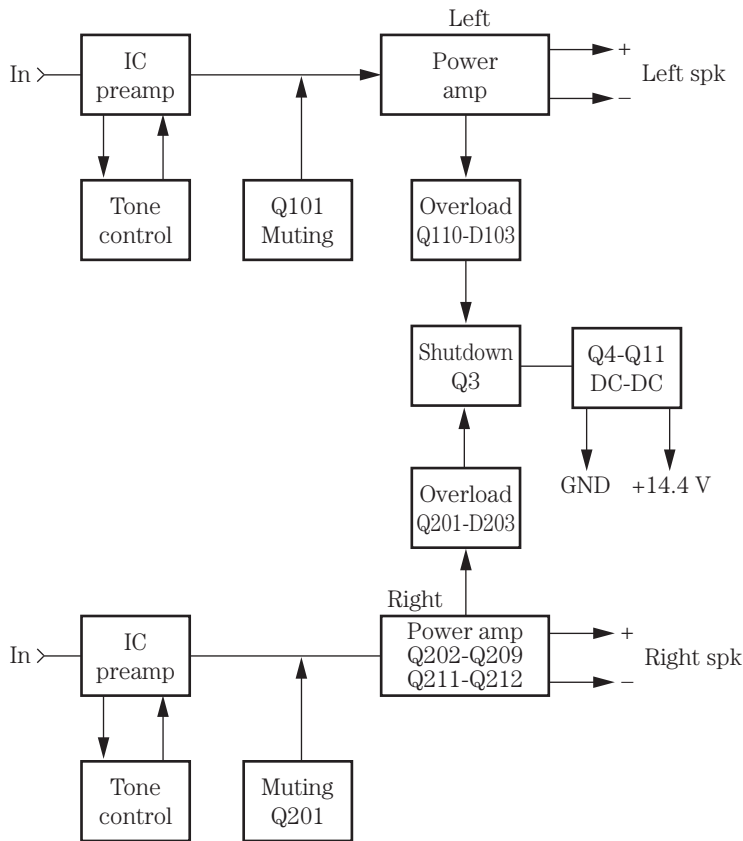 Left
In
IC
preamp
Power
amp
+
–
Left spk
Tone
control
Q101
Muting
Overload
Q110-D103
Shutdown
Q3
Q4-Q11
DC-DC
GND
+14.4 V
Overload
Q201-D203
Right
In
IC
preamp
Power amp
Q202-Q209
Q211-Q212
+
–
Right spk
Tone
control
Muting
Q201